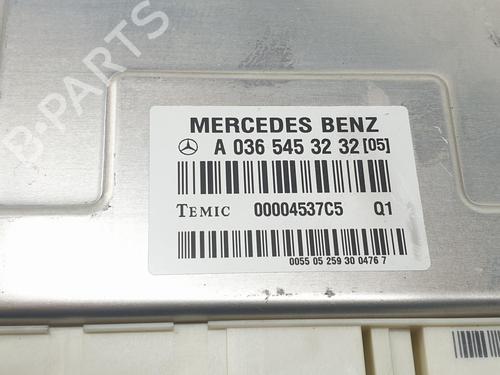 B-PARTS
MERCEDES BENZ
A 036 545 32 32 [05]
TEMIC 00004537C5 Q1
0055 05 259 30 0476 7